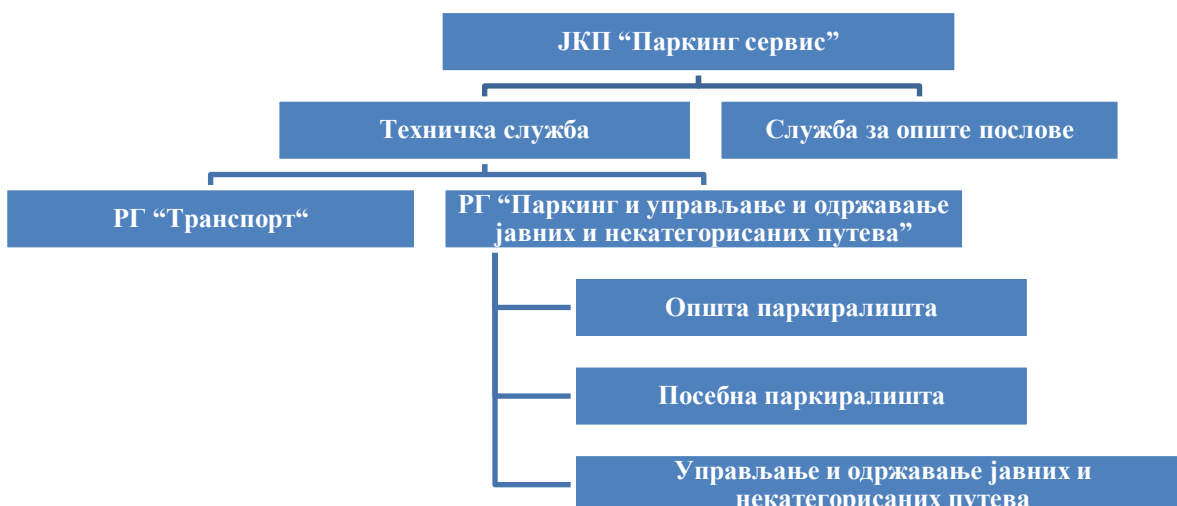 ЈКП “Паркинг сервис”
Техничка служба
Служба за опште послове
РГ “Транспорт“
РГ “Паркинг и управљање и одржавање
јавних и некатегорисаних путева”
Општа паркиралишта
Посебна паркиралишта
Управљање и одржавање јавних и
некатегорисаних путева